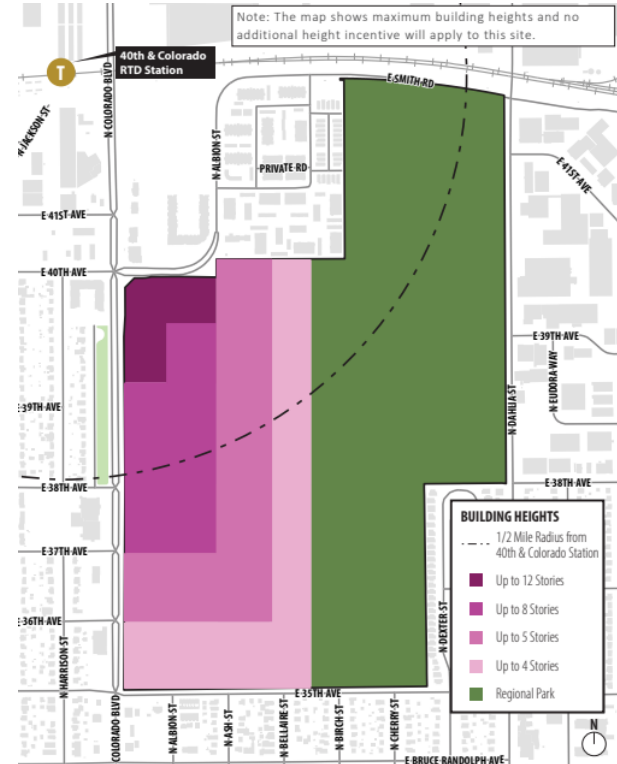 Note: The map shows maximum building heights and no
additional height incentive will apply to this site.
T
40th & Colorado
RTD Station
N COLORADO BLVD
N JACKSON ST
N ALBION ST
E SMITH RD
PRIVATE RD
E 41ST AVE
E 41ST AVE
E 40TH AVE
E 39TH AVE
N EUDORA WAY
N DAHLIA ST
E 39TH AVE
E 38TH AVE
E 38TH AVE
E 37TH AVE
E 36TH AVE
N HARRISON ST
N DEXTER ST
BUILDING HEIGHTS
1/2 Mile Radius from
40th & Colorado Station
Up to 12 Stories
Up to 8 Stories
Up to 5 Stories
Up to 4 Stories
Regional Park
E 35TH AVE
COLORADO BLVD
N ALBION ST
N ASH ST
N BELLAIRE ST
N BIRCH ST
N CHERRY ST
N
E BRUCE RANDOLPH AVE